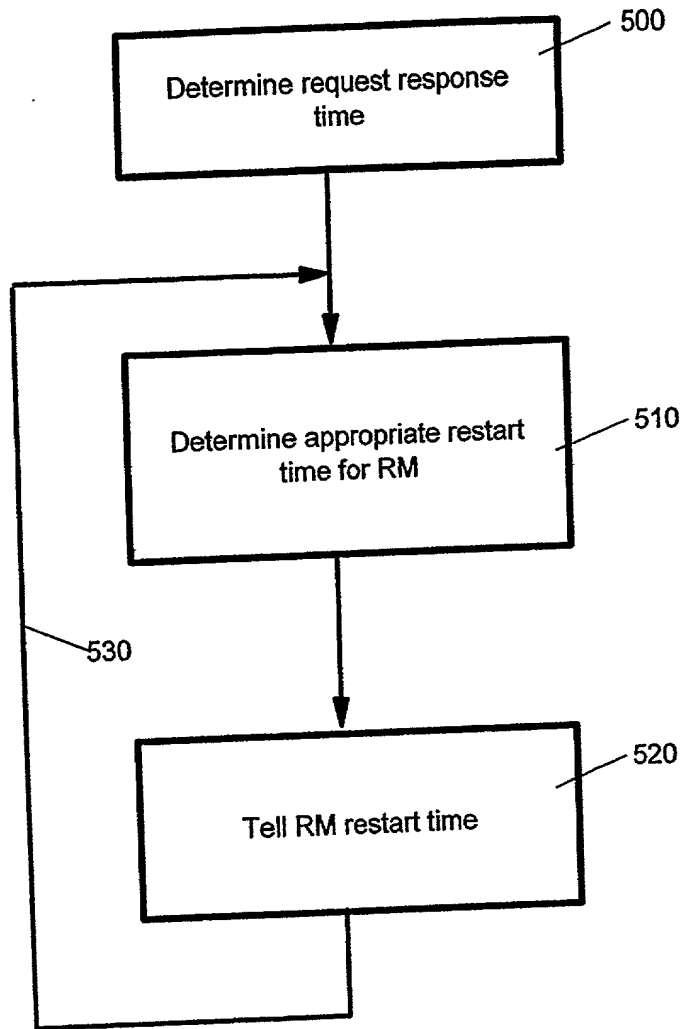 500
Determine request response
time
Determine appropriate restart
time for RM
510
530
520
Tell RM restart time